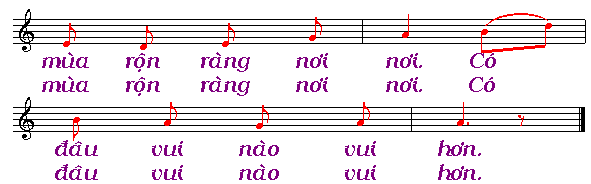 mùa rộn ràng nơi nơi. Có
mùa rộn ràng nơi nơi. Có
đâu vui nào vui hơn.
đâu vui nào vui hơn.